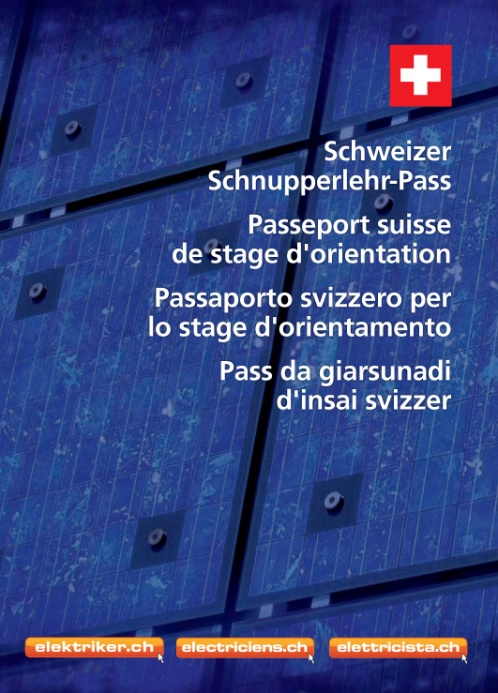 Schweizer
Schnupperlehr-Pass
Passeport suisse
de stage d'orientation
Passaporto svizzero per
lo stage d'orientamento
Pass da giarsunadi
d'insai svizzer
elektriker.ch
electriciens.ch
elettricista.ch